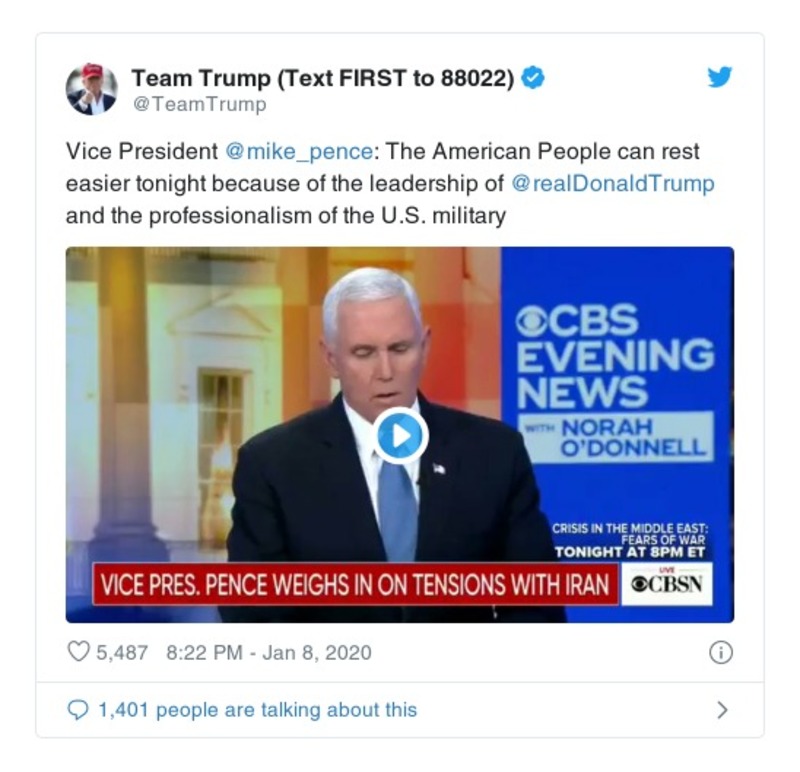 Team Trump (Text FIRST to 88022)
@TeamTrump
Vice President @mike_pence: The American People can rest
easier tonight because of the leadership of @realDonaldTrump
and the professionalism of the U.S. military
CBS
EVENING
NEWS
WITH NORAH
O'DONNELL
CRISIS IN THE MIDDLE EAST:
FEARS OF WAR
TONIGHT AT 8PM ET
VICE PRES. PENCE WEIGHS IN ON TENSIONS WITH IRAN
LIVE
CBSN
5,487 8:22 PM - Jan 8, 2020
1,401 people are talking about this